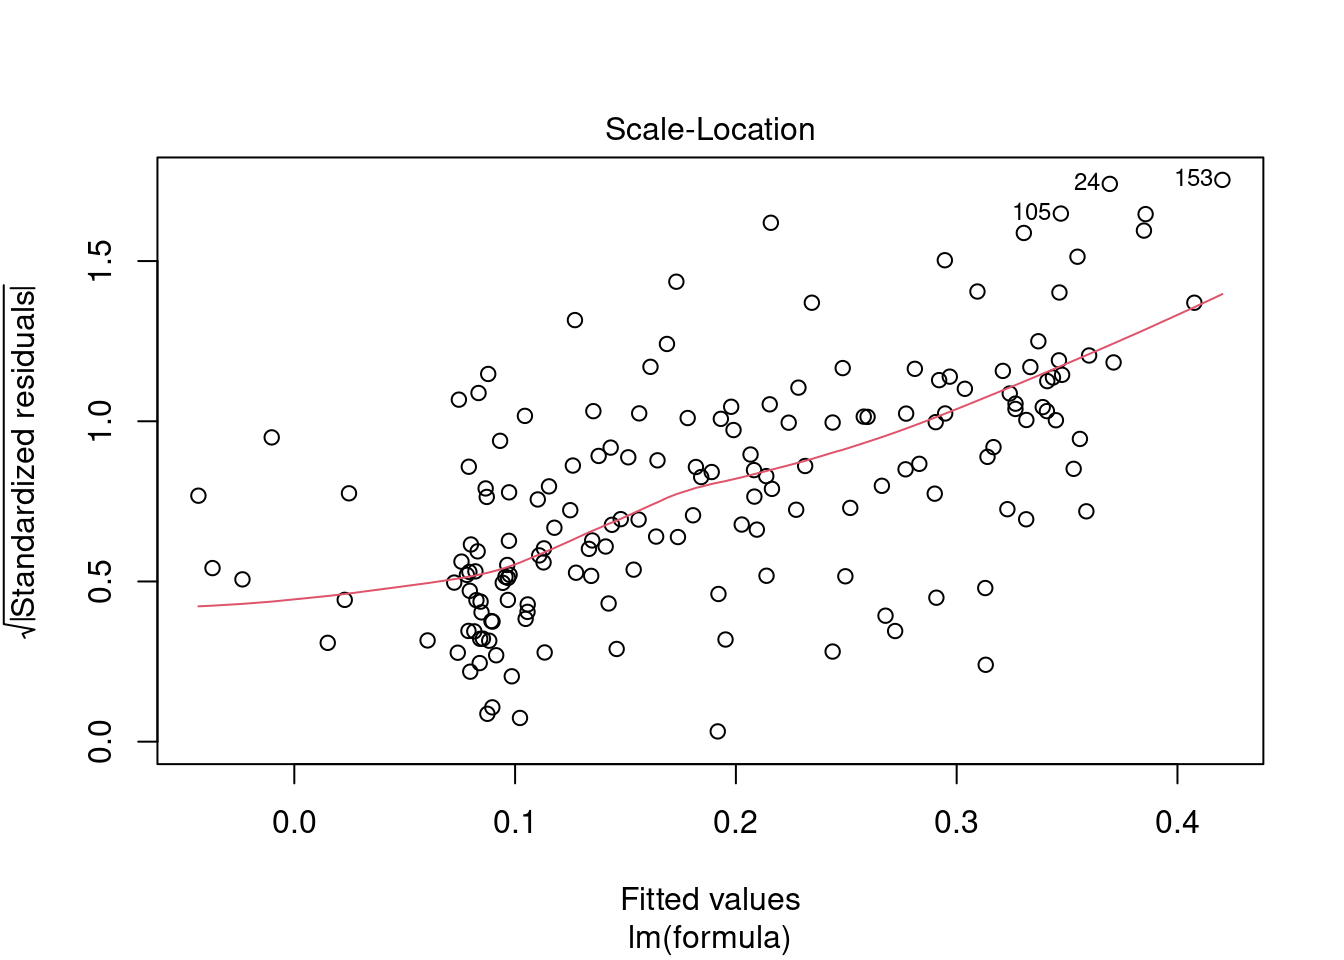 Scale-Location
√|Standardized residuals|
1.5
1.0
0.5
0.0
153
24
105
0.0 0.1 0.2 0.3 0.4
Fitted values
lm(formula)